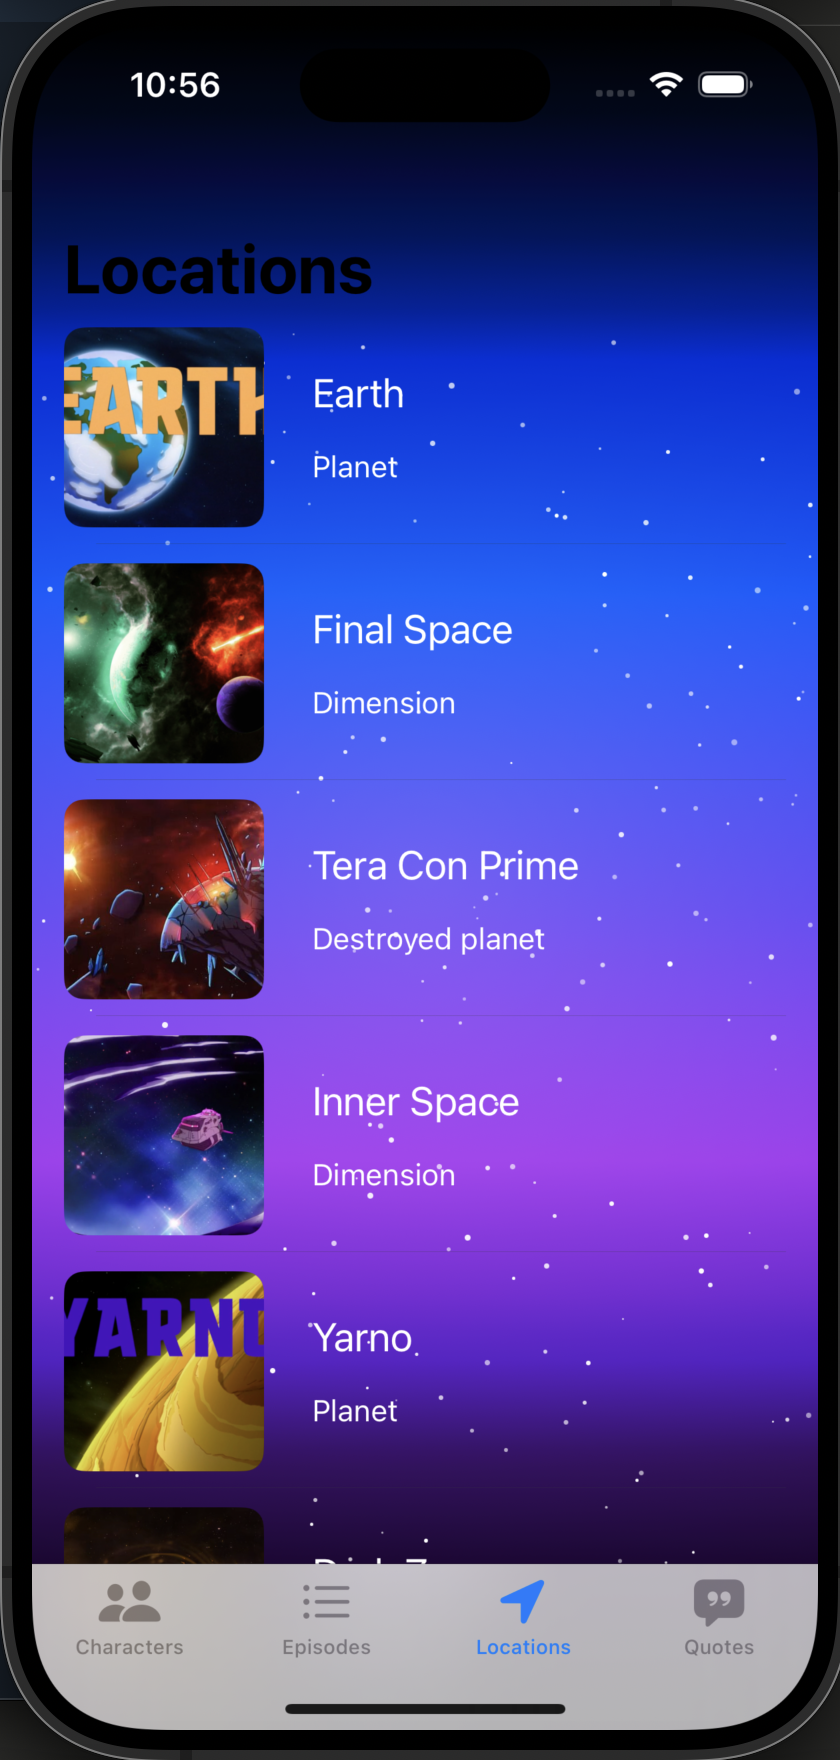 10:56
Locations
EARTH
Earth
Planet
Final Space
Dimension
Tera Con Prime
Destroyed planet
Inner Space
Dimension
YARNO
Yarno
Planet
Characters
Episodes
Locations
Quotes